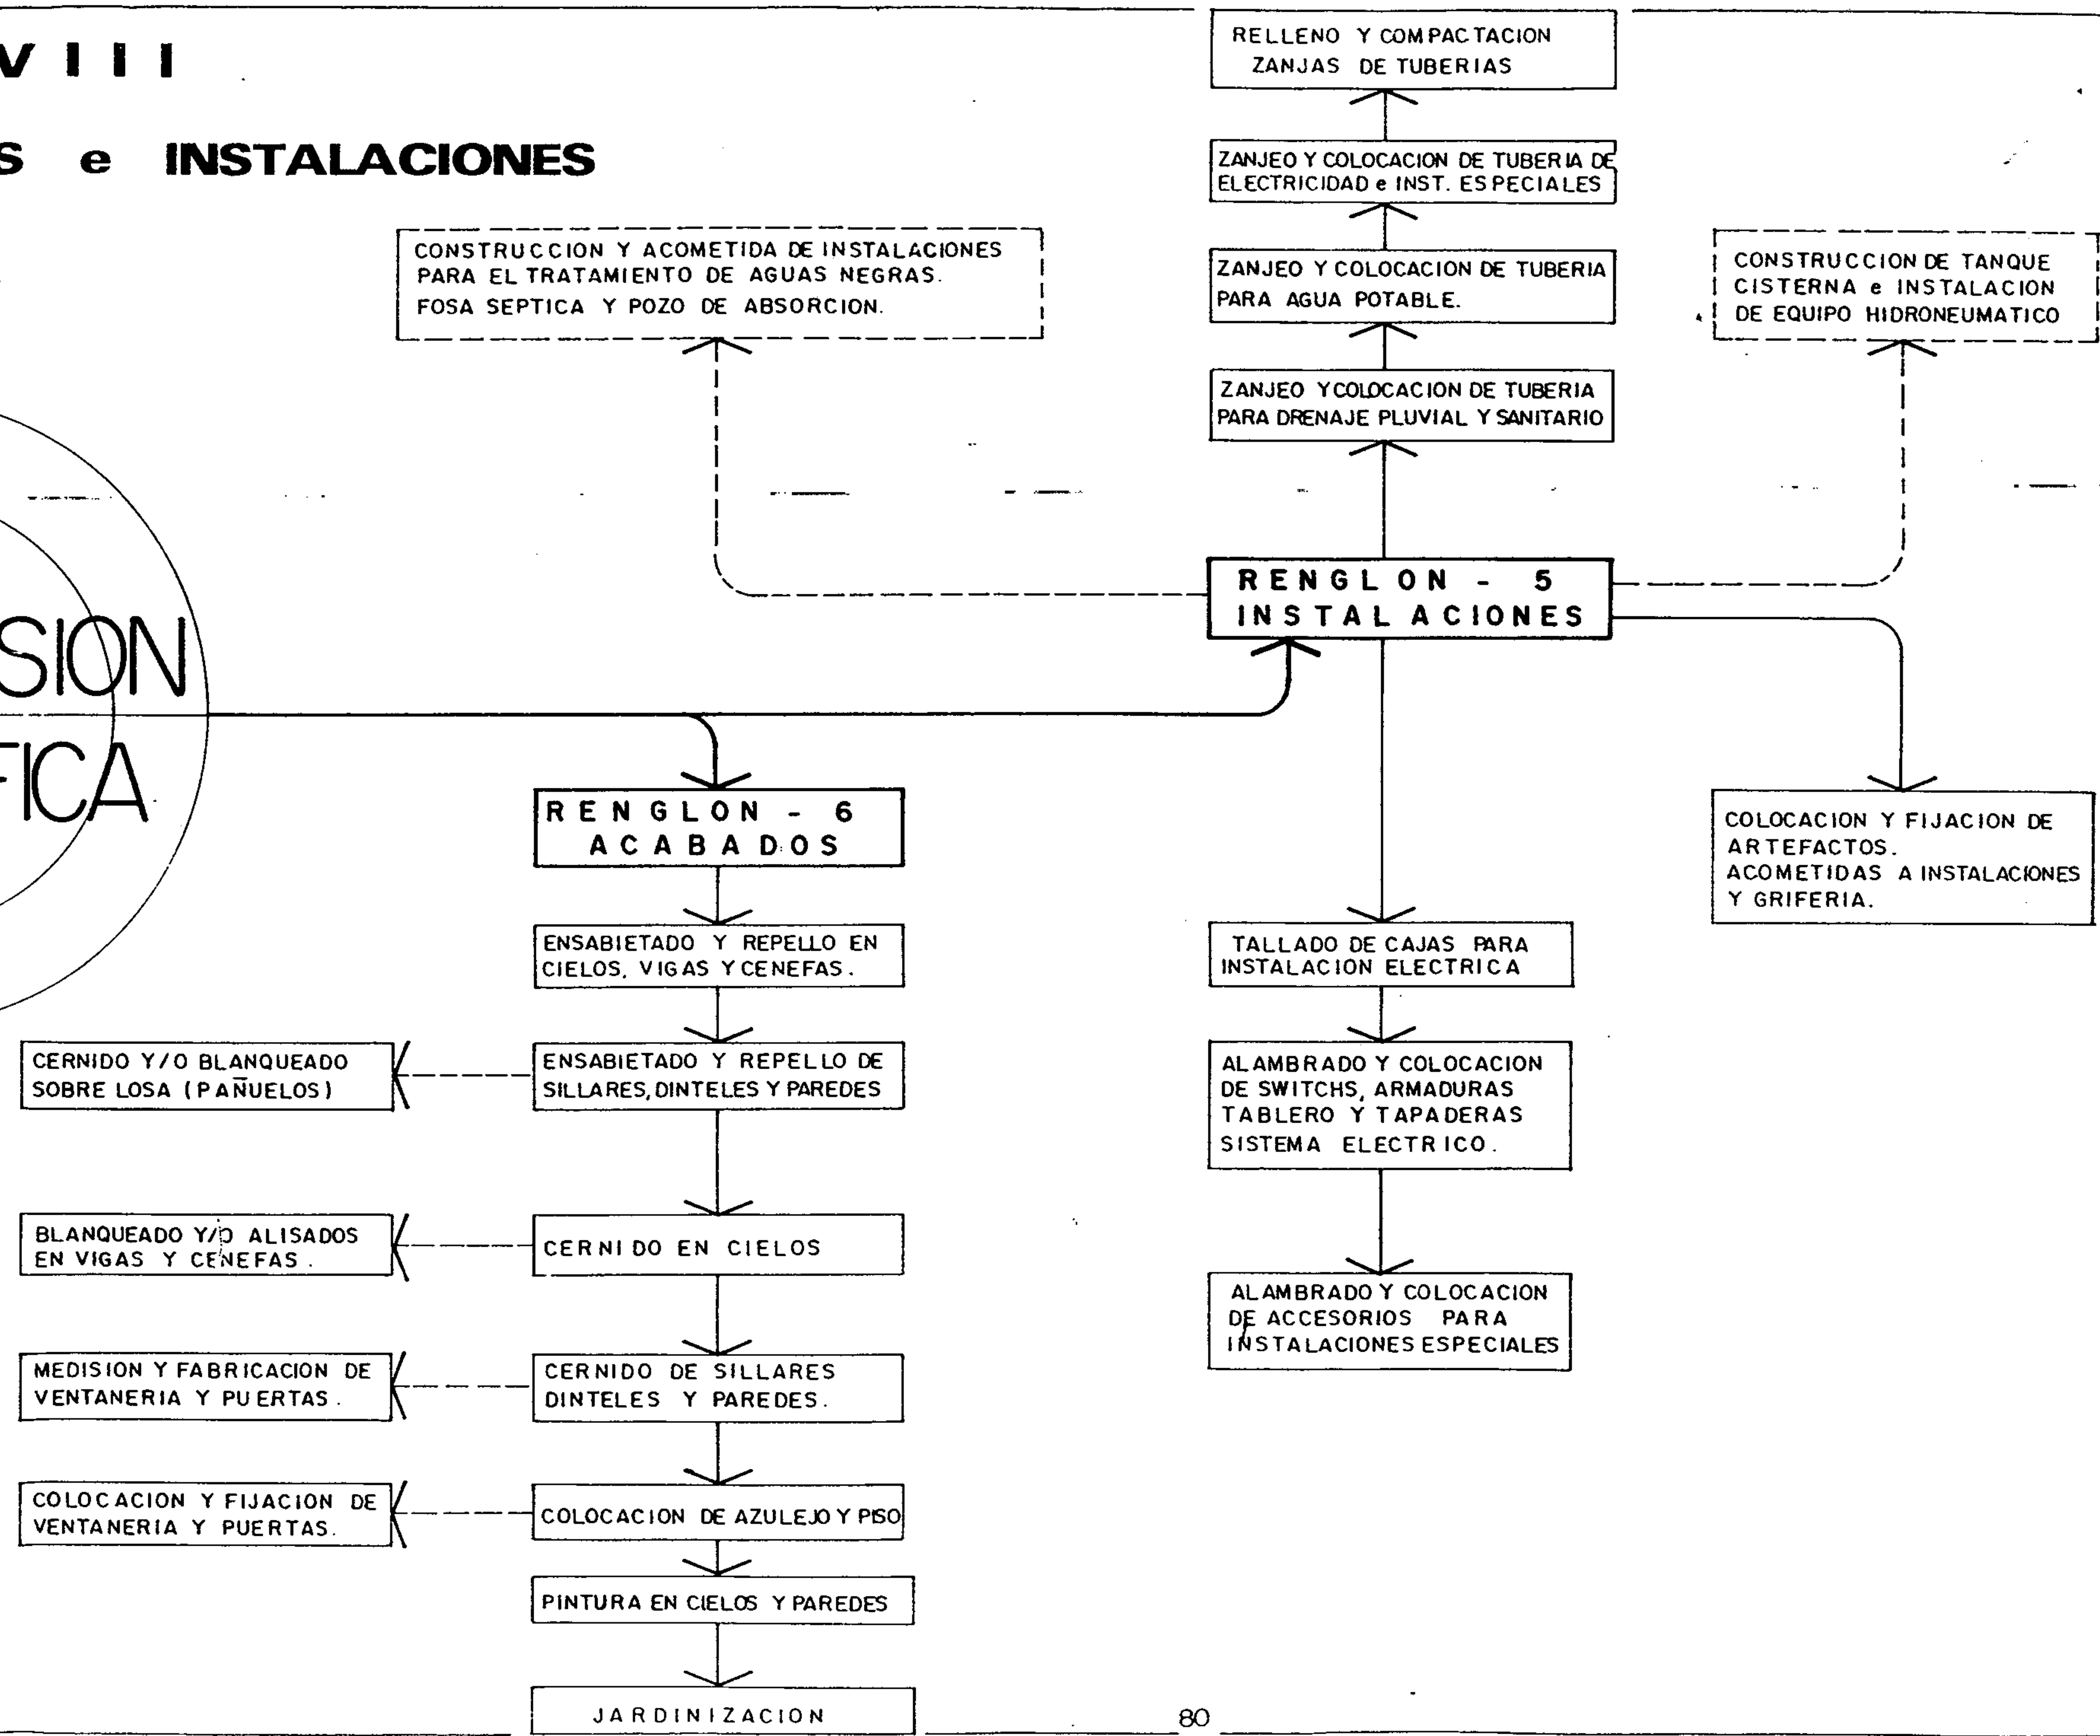 VIII
S e INSTALACIONES
RELLENO Y COMPACTACION
ZANJAS DE TUBERIAS
ZANJEO Y COLOCACION DE TUBERIA DE
ELECTRICIDAD e INST. ESPECIALES
CONSTRUCCION Y ACOMETIDA DE INSTALACIONES
PARA EL TRATAMIENTO DE AGUAS NEGRAS.
FOSA SEPTICA Y POZO DE ABSORCION.
ZANJEO Y COLOCACION DE TUBERIA
PARA AGUA POTABLE.
CONSTRUCCION DE TANQUE
CISTERNA e INSTALACION
DE EQUIPO HIDRONEUMATICO
ZANJEO Y COLOCACION DE TUBERIA
PARA DRENAJE PLUVIAL Y SANITARIO
RENGLON - 5
INSTALACIONES
SION
FICA
RENGLON - 6
ACABADOS
COLOCACION Y FIJACION DE
ARTEFACTOS.
ACOMETIDAS A INSTALACIONES
Y GRIFERIA.
ENSABIETADO Y REPELLO EN
CIELOS, VIGAS Y CENEFAS.
TALLADO DE CAJAS PARA
INSTALACION ELECTRICA
CERNIDO Y/O BLANQUEADO
SOBRE LOSA (PAÑUELOS)
ENSABIETADO Y REPELLO DE
SILLARES, DINTELES Y PAREDES
ALAMBRADO Y COLOCACION
DE SWITCHS, ARMADURAS
TABLERO Y TAPADERAS
SISTEMA ELECTRICO.
BLANQUEADO Y/O ALISADOS
EN VIGAS Y CENEFAS.
CERNIDO EN CIELOS
ALAMBRADO Y COLOCACION
DE ACCESORIOS PARA
INSTALACIONES ESPECIALES
MEDISION Y FABRICACION DE
VENTANERIA Y PUERTAS.
CERNIDO DE SILLARES
DINTELES Y PAREDES.
COLOCACION Y FIJACION DE
VENTANERIA Y PUERTAS.
COLOCACION DE AZULEJO Y PISO
PINTURA EN CIELOS Y PAREDES
JARDINIZACION
80